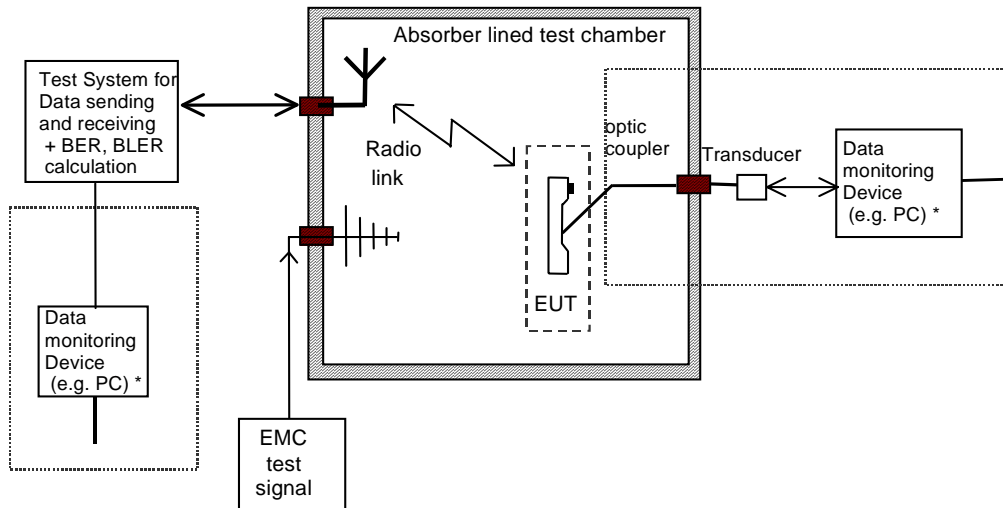 Absorber lined test chamber
Test System for
Data sending
and receiving
+ BER, BLER
calculation
Radio
link
optic
coupler
Transducer
Data
monitoring
Device
(e.g. PC) *
EUT
Data
monitoring
Device
(e.g. PC) *
EMC
test
signal